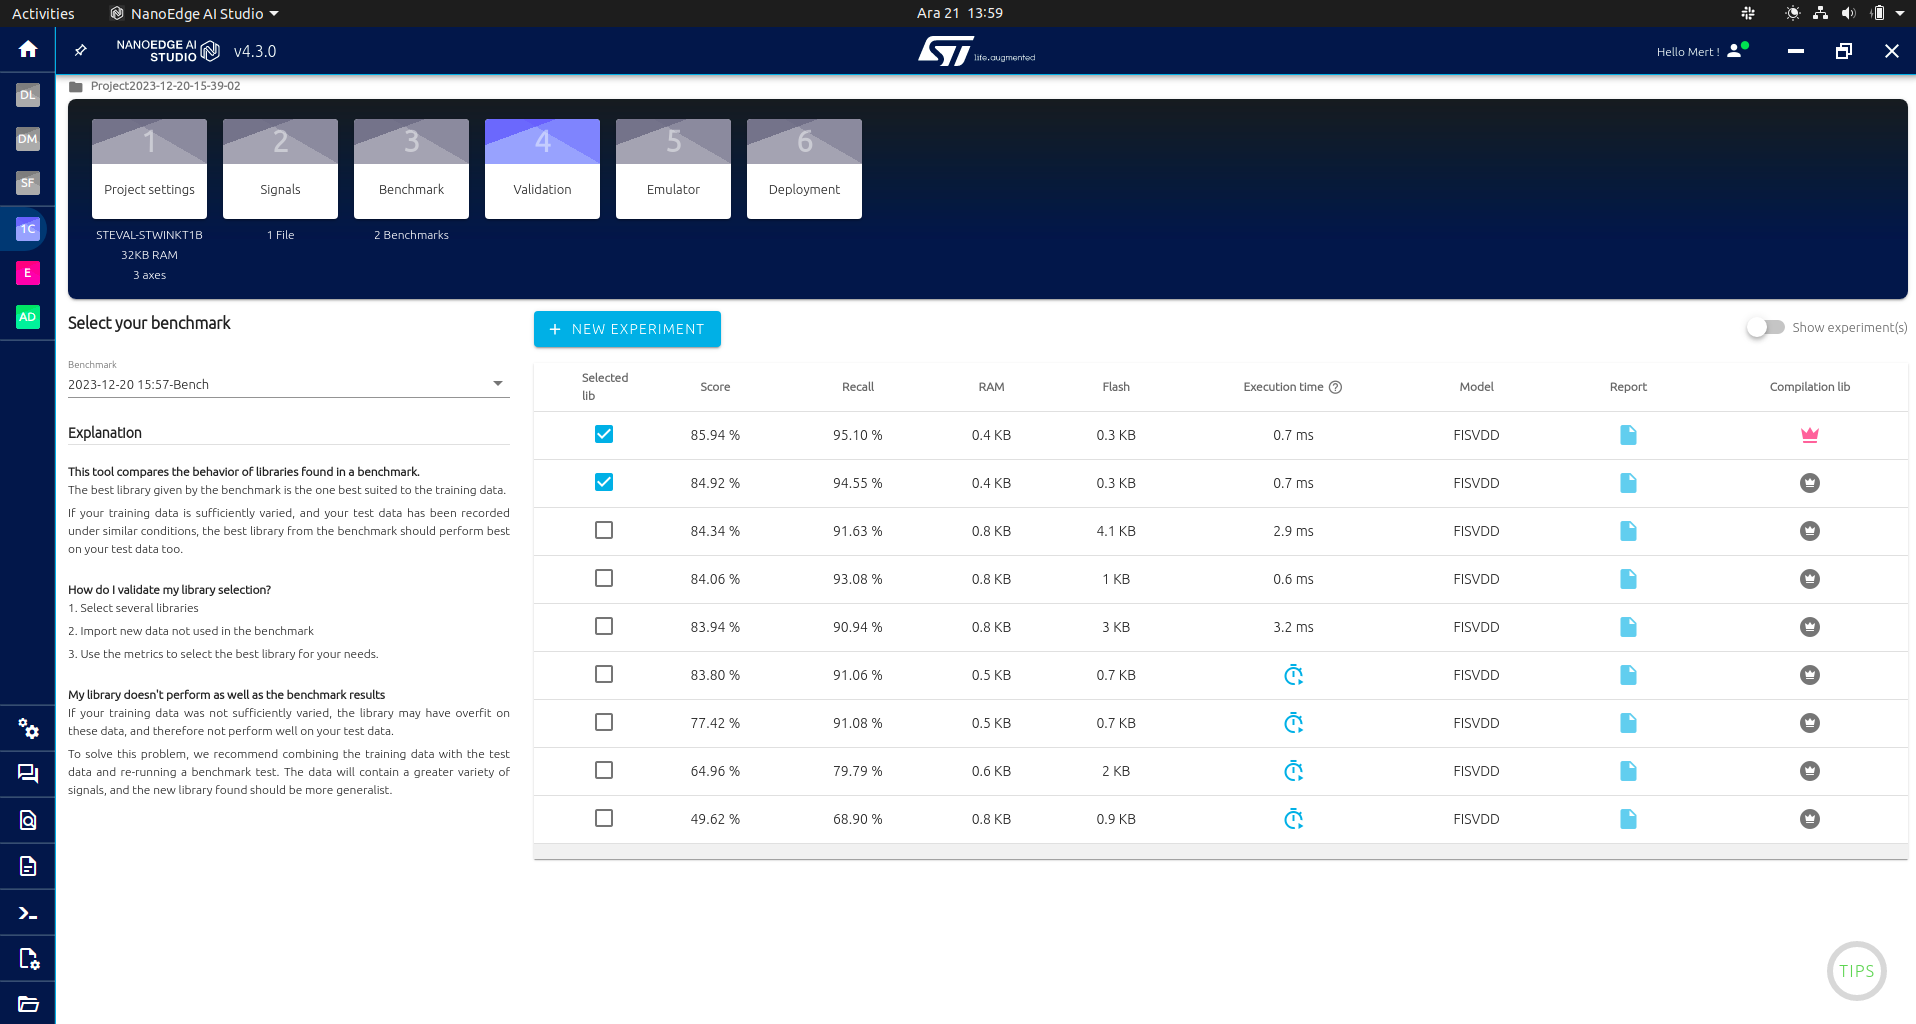 Activities NanoEdge AI Studio Ara 21 13:59
NANOEDGE AI
STUDIO v4.3.0 ST life.augmented Hello Mert !
Project2023-12-20-15-39-02
DL
DM
SF
1C
E
AD
1 2 3 4 5 6
Project settings Signals Benchmark Validation Emulator Deployment
STEVAL-STWINKT1B 1 File 2 Benchmarks
32KB RAM
3 axes
Select your benchmark
Benchmark
2023-12-20 15:57-Bench
Explanation
This tool compares the behavior of libraries found in a benchmark.
The best library given by the benchmark is the one best suited to the training data.
If your training data is sufficiently varied, and your test data has been recorded
under similar conditions, the best library from the benchmark should perform best
on your test data too.
How do I validate my library selection?
1. Select several libraries
2. Import new data not used in the benchmark
3. Use the metrics to select the best library for your needs.
My library doesn't perform as well as the benchmark results
If your training data was not sufficiently varied, the library may have overfit on
these data, and therefore not perform well on your test data.
To solve this problem, we recommend combining the training data with the test
data and re-running a benchmark test. The data will contain a greater variety of
signals, and the new library found should be more generalist.
+ NEW EXPERIMENT Show experiment(s)
Selected lib Score Recall RAM Flash Execution time ? Model Report Compilation lib
85.94 % 95.10 % 0.4 KB 0.3 KB 0.7 ms FISVDD
84.92 % 94.55 % 0.4 KB 0.3 KB 0.7 ms FISVDD
84.34 % 91.63 % 0.8 KB 4.1 KB 2.9 ms FISVDD
84.06 % 93.08 % 0.8 KB 1 KB 0.6 ms FISVDD
83.94 % 90.94 % 0.8 KB 3 KB 3.2 ms FISVDD
83.80 % 91.06 % 0.5 KB 0.7 KB FISVDD
77.42 % 91.08 % 0.5 KB 0.7 KB FISVDD
64.96 % 79.79 % 0.6 KB 2 KB FISVDD
49.62 % 68.90 % 0.8 KB 0.9 KB FISVDD
TIPS